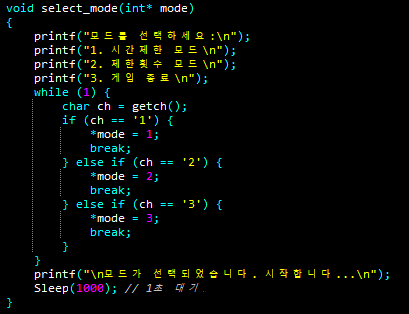 void select_mode(int* mode)
{
    printf("모드를 선택하세요:\n");
    printf("1. 시간제한 모드\n");
    printf("2. 제한횟수 모드\n");
    printf("3. 게임 종료\n");
    while (1) {
        char ch = getch();
        if (ch == '1') {
            *mode = 1;
            break;
        } else if (ch == '2') {
            *mode = 2;
            break;
        } else if (ch == '3') {
            *mode = 3;
            break;
        }
    }
    printf("\n모드가 선택되었습니다. 시작합니다...\n");
    Sleep(1000); // 1초 대기
}